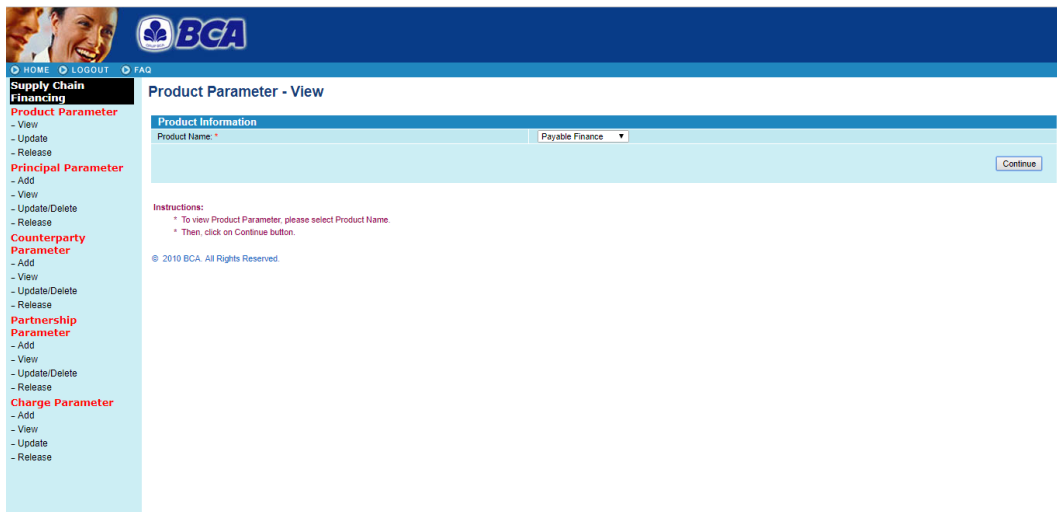 BCA
HOME LOGOUT FAQ
Supply Chain
Financing
Product Parameter
– View
– Update
– Release
Principal Parameter
– Add
– View
– Update/Delete
– Release
Counterparty
Parameter
– Add
– View
– Update/Delete
– Release
Partnership
Parameter
– Add
– View
– Update/Delete
– Release
Charge Parameter
– Add
– View
– Update
– Release
Product Parameter - View
Product Information
Product Name: * Payable Finance
Continue
Instructions:
* To view Product Parameter, please select Product Name.
* Then, click on Continue button.
© 2010 BCA. All Rights Reserved.